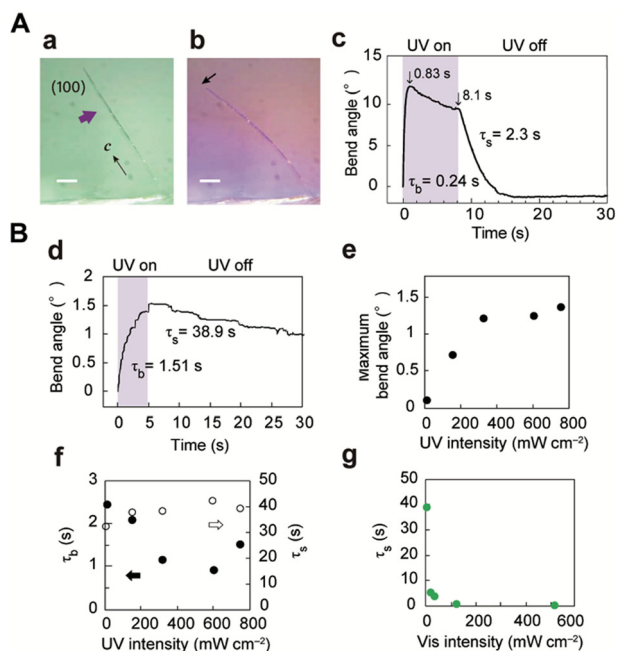 A
a
b
c
(100)
c
UV on
UV off
Bend angle (°)
15
10
5
0
0.83 s
8.1 s
τs = 2.3 s
τb = 0.24 s
0
10
20
30
Time (s)
B
d
UV on
UV off
Bend angle (°)
2
1.5
1
0.5
0
τs = 38.9 s
τb = 1.51 s
0
5
10
15
20
25
30
Time (s)
e
Maximum
bend angle (°)
1.5
1
0.5
0
0
200
400
600
800
UV intensity (mW cm⁻²)
f
τb (s)
3
2
1
0
50
40
30
20
10
0
τs (s)
0
200
400
600
800
UV intensity (mW cm⁻²)
g
τs (s)
50
40
30
20
10
0
0
200
400
600
Vis intensity (mW cm⁻²)